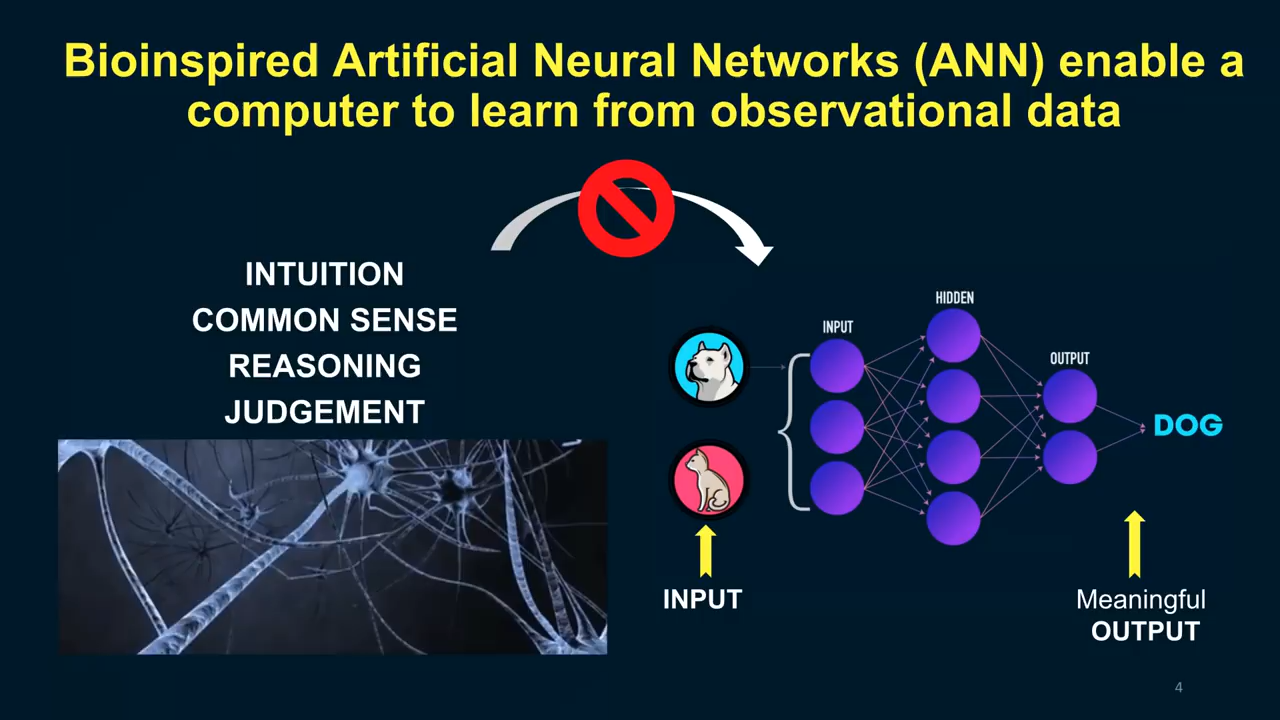 Bioinspired Artificial Neural Networks (ANN) enable a
computer to learn from observational data
INTUITION
COMMON SENSE
REASONING
JUDGEMENT
INPUT
HIDDEN
OUTPUT
DOG
INPUT
Meaningful
OUTPUT
4